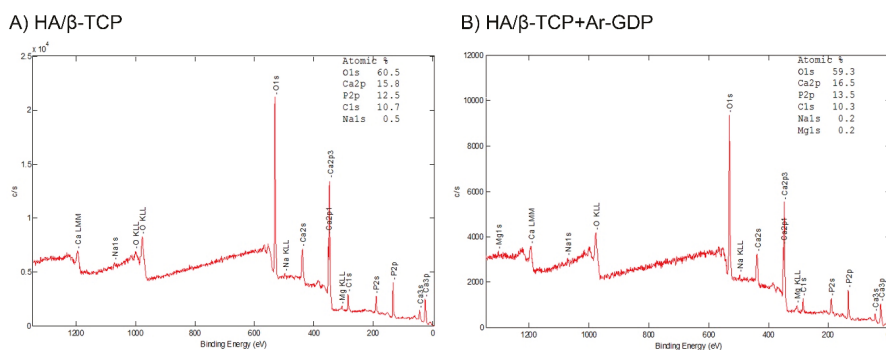 A) HA/β-TCP
2.5 x 10⁴
2.0
1.5
1.0
0.5
0
c/s
1200
1000
800
600
400
200
0
Binding Energy (eV)
Atomic %
O1s 60.5
Ca2p 15.8
P2p 12.5
C1s 10.7
Na1s 0.5
- Ca LMM
-Na1s
-O KLL
-O KLL
-O1s
- Na KLL
-Ca2s
-Ca2p1
-Ca2p3
- Mg KLL
-C1s
-P2s
-P2p
-Ca3s
-Ca3p
B) HA/β-TCP+Ar-GDP
12000
10000
8000
6000
4000
2000
0
c/s
1200
1000
800
600
400
200
Binding Energy (eV)
Atomic %
O1s 59.3
Ca2p 16.5
P2p 13.5
C1s 10.3
Na1s 0.2
Mg1s 0.2
-Mg1s
-Ca LMM
-Na1s
- O KLL
-O1s
- Na KLL
-Ca2s
-Ca2p1
-Ca2p3
- Mg KLL
-C1s
-P2s
-P2p
-Ca3s
-Ca3p